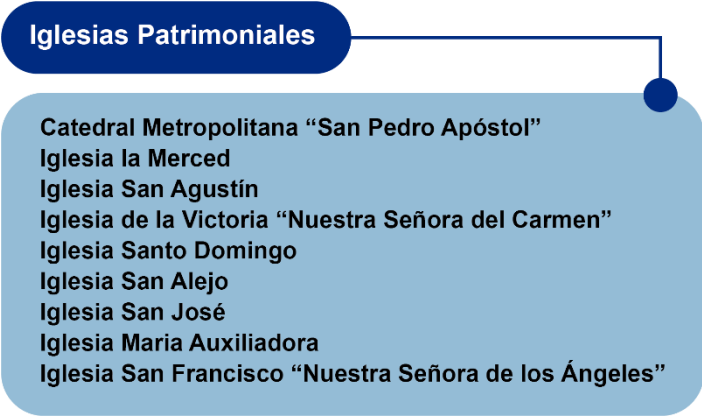 Iglesias Patrimoniales
Catedral Metropolitana “San Pedro Apóstol”
Iglesia la Merced
Iglesia San Agustín
Iglesia de la Victoria “Nuestra Señora del Carmen”
Iglesia Santo Domingo
Iglesia San Alejo
Iglesia San José
Iglesia Maria Auxiliadora
Iglesia San Francisco “Nuestra Señora de los Ángeles”